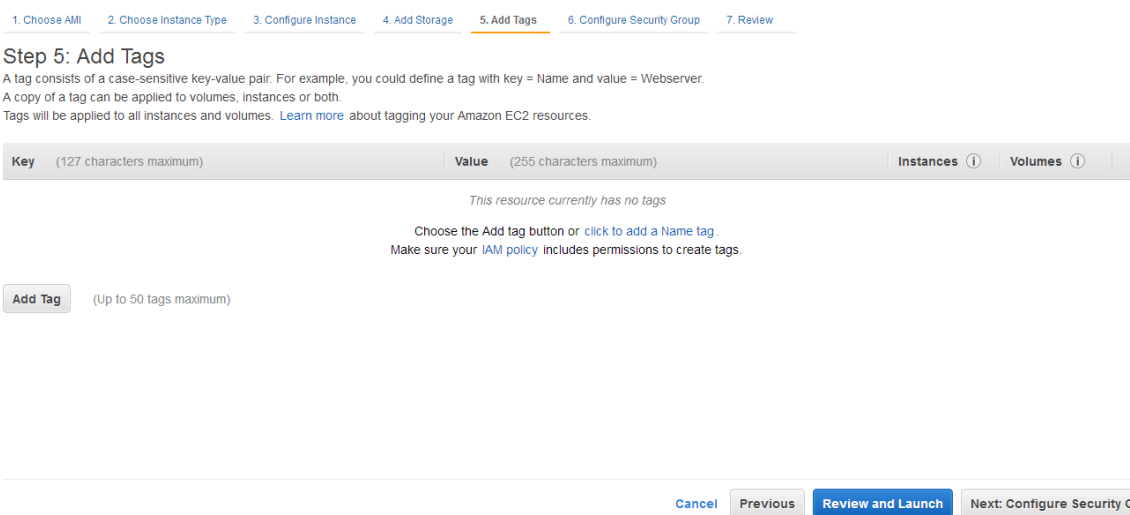 1. Choose AMI 2. Choose Instance Type 3. Configure Instance 4. Add Storage 5. Add Tags 6. Configure Security Group 7. Review
Step 5: Add Tags
A tag consists of a case-sensitive key-value pair. For example, you could define a tag with key = Name and value = Webserver.
A copy of a tag can be applied to volumes, instances or both.
Tags will be applied to all instances and volumes. Learn more about tagging your Amazon EC2 resources.
Key (127 characters maximum) Value (255 characters maximum) Instances i Volumes i
This resource currently has no tags
Choose the Add tag button or click to add a Name tag.
Make sure your IAM policy includes permissions to create tags.
Add Tag (Up to 50 tags maximum)
Cancel Previous Review and Launch Next: Configure Security